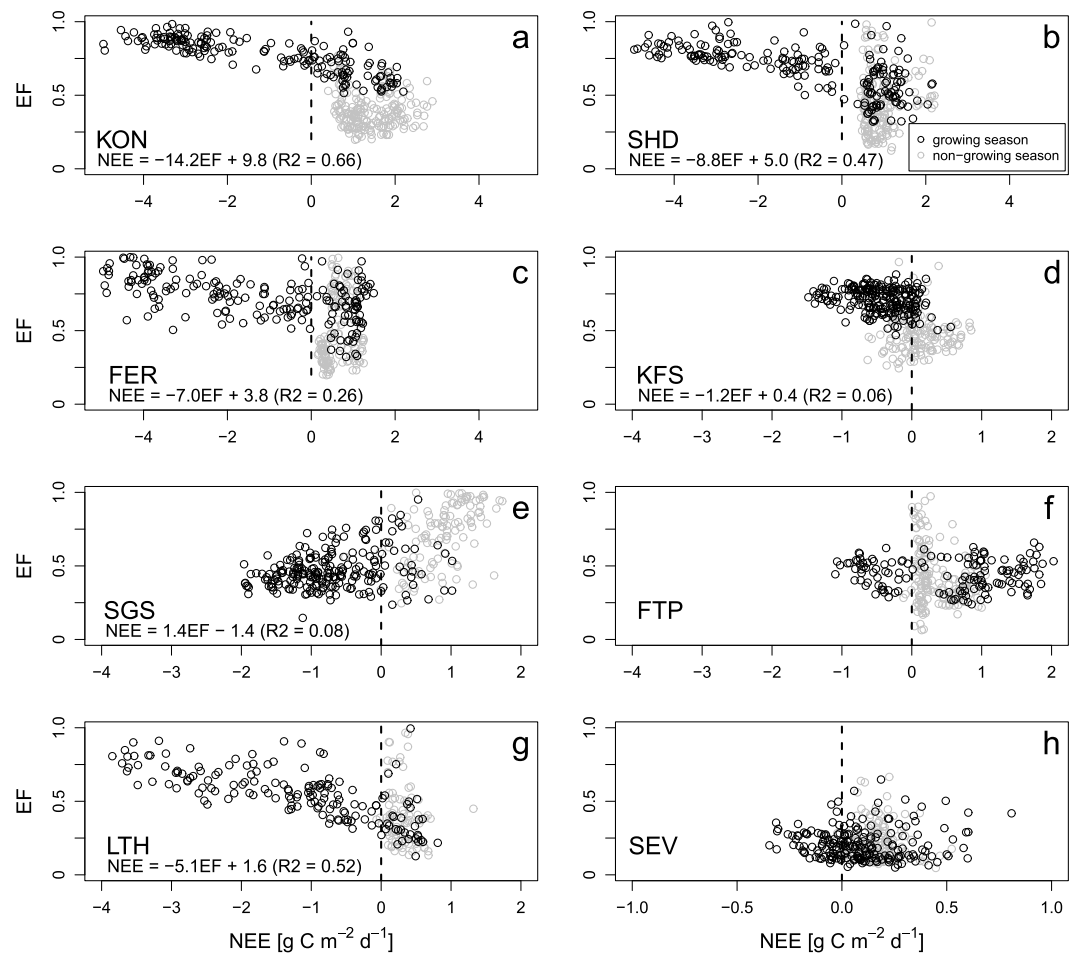 a
EF
0 0.5 1.0
KON
NEE = −14.2EF + 9.8 (R2 = 0.66)
−4 −2 0 2 4
b
0 0.5 1.0
SHD
NEE = −8.8EF + 5.0 (R2 = 0.47)
growing season
non−growing season
−4 −2 0 2 4
c
EF
0 0.5 1.0
FER
NEE = −7.0EF + 3.8 (R2 = 0.26)
−4 −2 0 2 4
d
0 0.5 1.0
KFS
NEE = −1.2EF + 0.4 (R2 = 0.06)
−4 −3 −2 −1 0 1 2
e
EF
0 0.5 1.0
SGS
NEE = 1.4EF − 1.4 (R2 = 0.08)
−4 −3 −2 −1 0 1 2
f
0 0.5 1.0
FTP
−4 −3 −2 −1 0 1 2
g
EF
0 0.5 1.0
LTH
NEE = −5.1EF + 1.6 (R2 = 0.52)
−4 −3 −2 −1 0 1 2
NEE [g C m⁻² d⁻¹]
h
0 0.5 1.0
SEV
−1.0 −0.5 0.0 0.5 1.0
NEE [g C m⁻² d⁻¹]